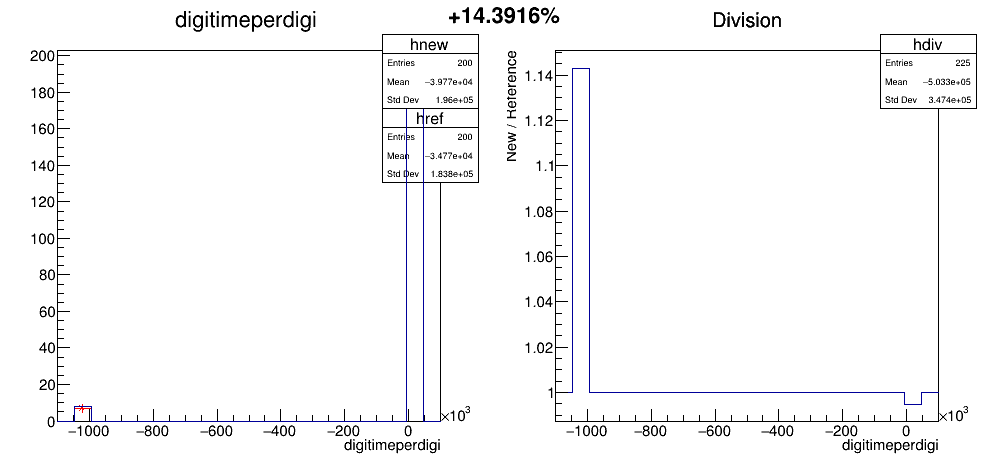 digitimeperdigi
+14.3916%
Division
hnew
Entries 200
Mean −3.977e+04
Std Dev 1.96e+05
href
Entries 200
Mean −3.477e+04
Std Dev 1.838e+05
200
180
160
140
120
100
80
60
40
20
0
−1000 −800 −600 −400 −200 0
×10³
digitimeperdigi
hdiv
Entries 225
Mean −5.033e+05
Std Dev 3.474e+05
New / Reference
1.14
1.12
1.1
1.08
1.06
1.04
1.02
1
−1000 −800 −600 −400 −200 0
×10³
digitimeperdigi